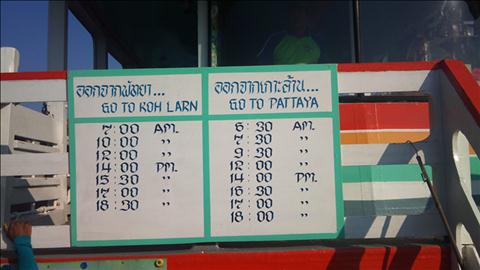 ออกจากพัทยา...
GO TO KOH LARN
7:00 AM.
10:00 ”
12:00 ”
14:00 PM.
15:30 ”
17:00 ”
18:30 ”
ออกจากเกาะล้าน...
GO TO PATTAYA
6:30 AM.
7:30 ”
9:30 ”
12:00 ”
14:00 PM.
16:30 ”
17:00 ”
18:00 ”